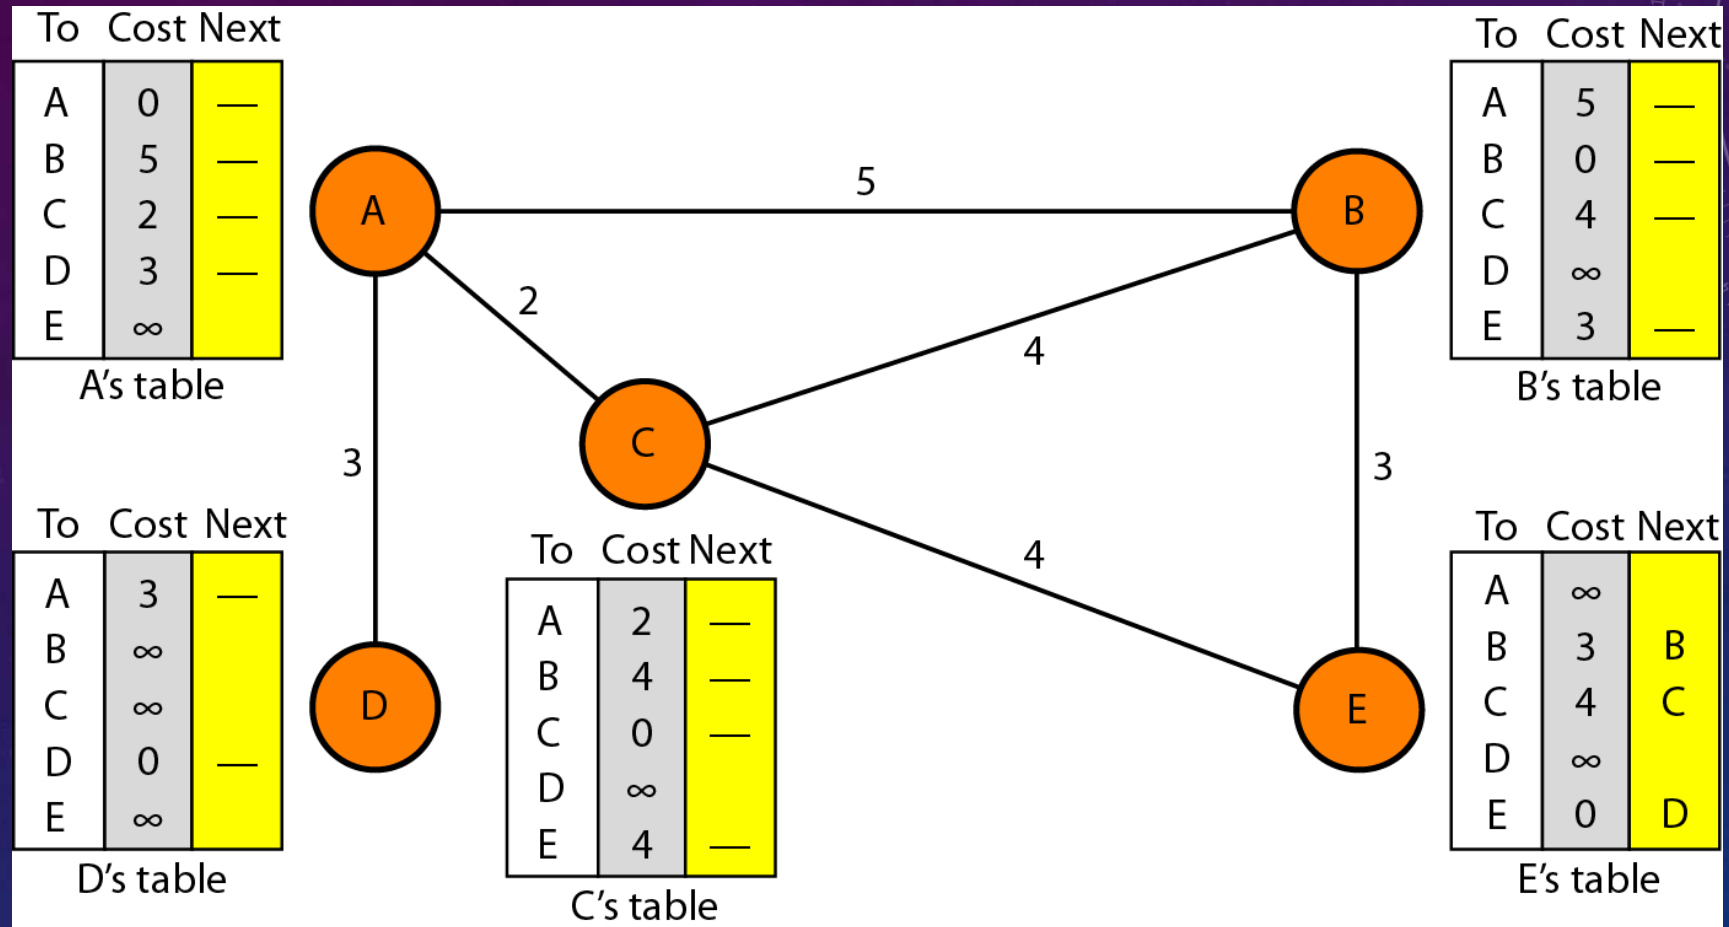 To Cost Next
A 0 —
B 5 —
C 2 —
D 3 —
E ∞
A's table
To Cost Next
A 5 —
B 0 —
C 4 —
D ∞
E 3 —
B's table
A
5
B
2
4
C
3
3
4
D
E
To Cost Next
A 3 —
B ∞
C ∞
D 0 —
E ∞
D's table
To Cost Next
A 2 —
B 4 —
C 0 —
D ∞
E 4 —
C's table
To Cost Next
A ∞
B 3 B
C 4 C
D ∞
E 0 D
E's table